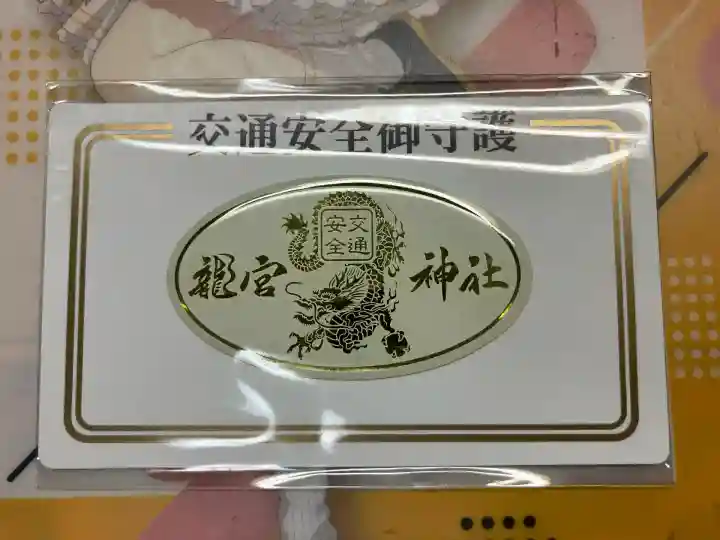 交通安全御守護
交通
安全
龍宮 神社